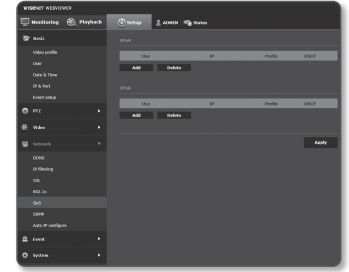 WISENET WEBVIEWER
Monitoring Playback Setup ADMIN Status
Basic
Video profile
User
Date & Time
IP & Port
Event setup
PTZ
Video
Network
DDNS
IP filtering
SSL
802.1x
QoS
SNMP
Auto IP configure
Event
System
IPv4
Use IP Prefix DSCP
Add Delete
IPv6
Use IP Prefix DSCP
Add Delete
Apply